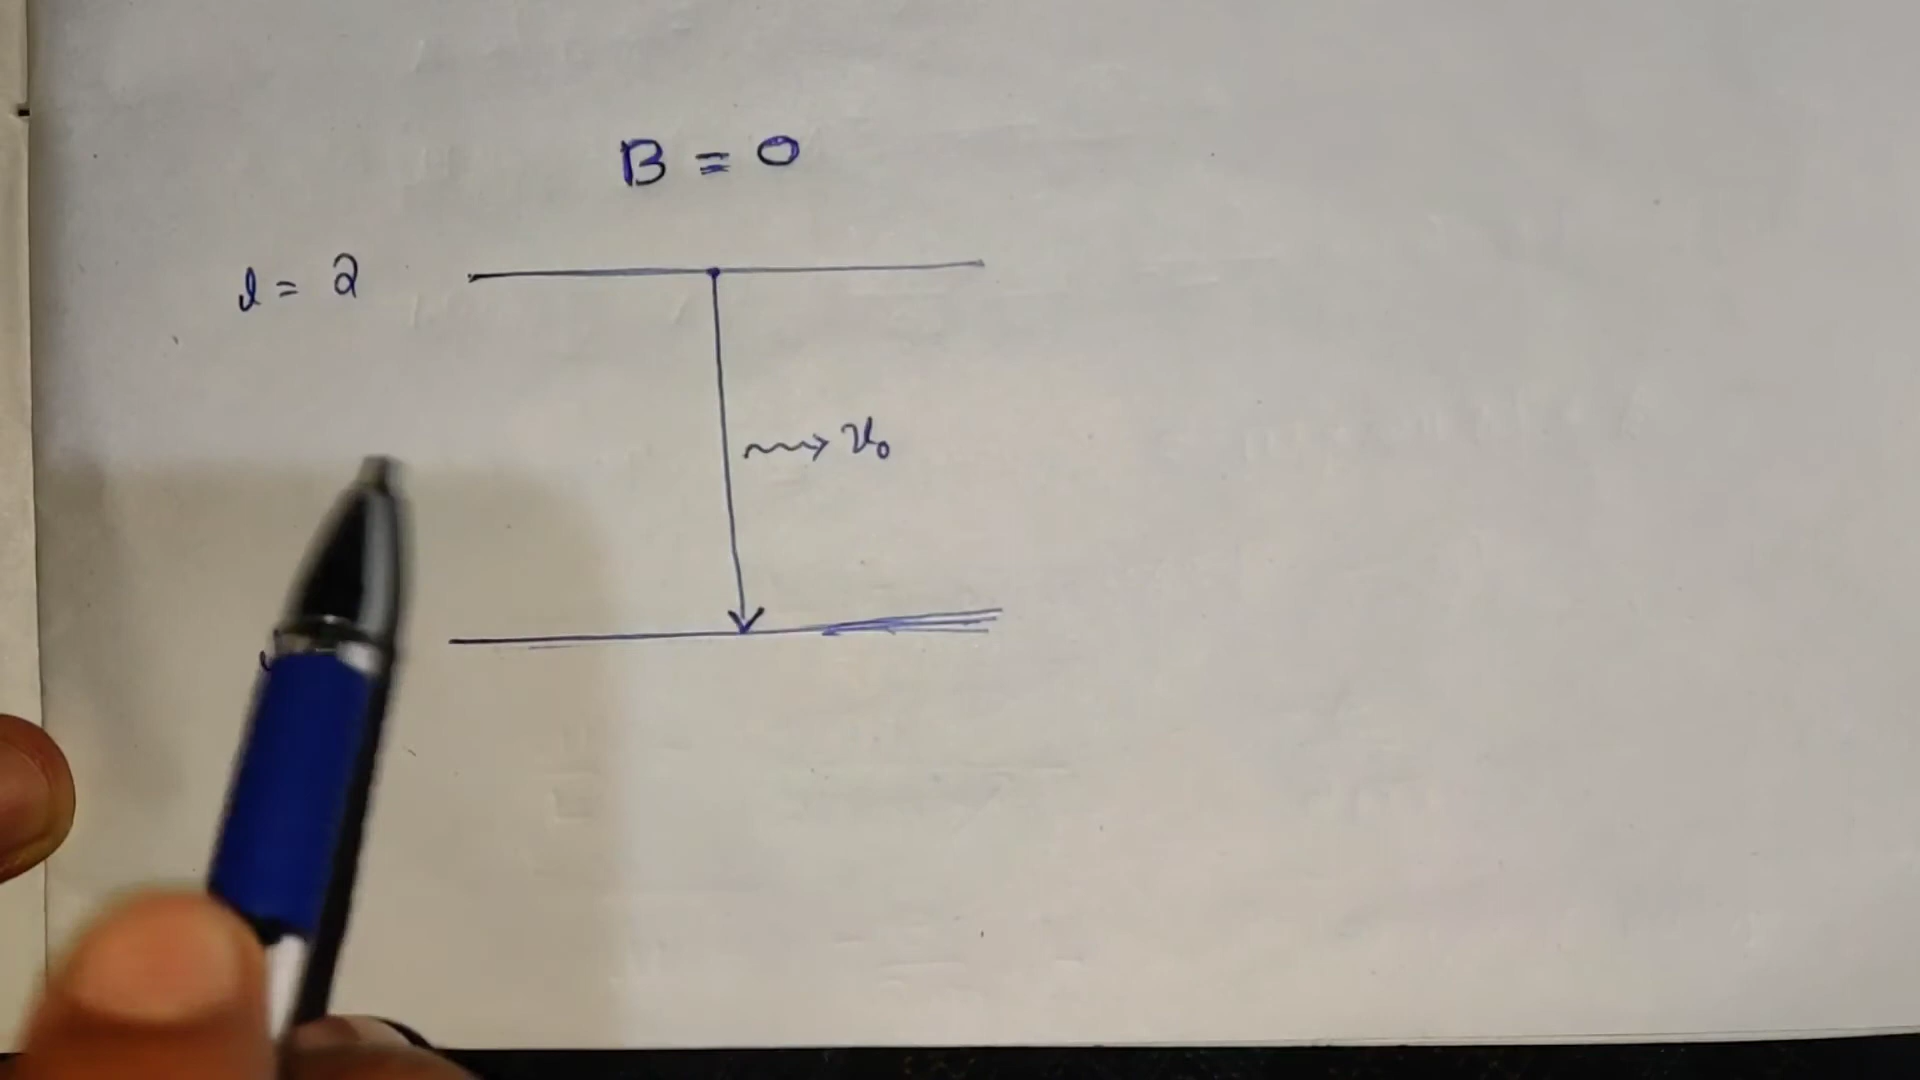 B = 0
l = 2
ν₀